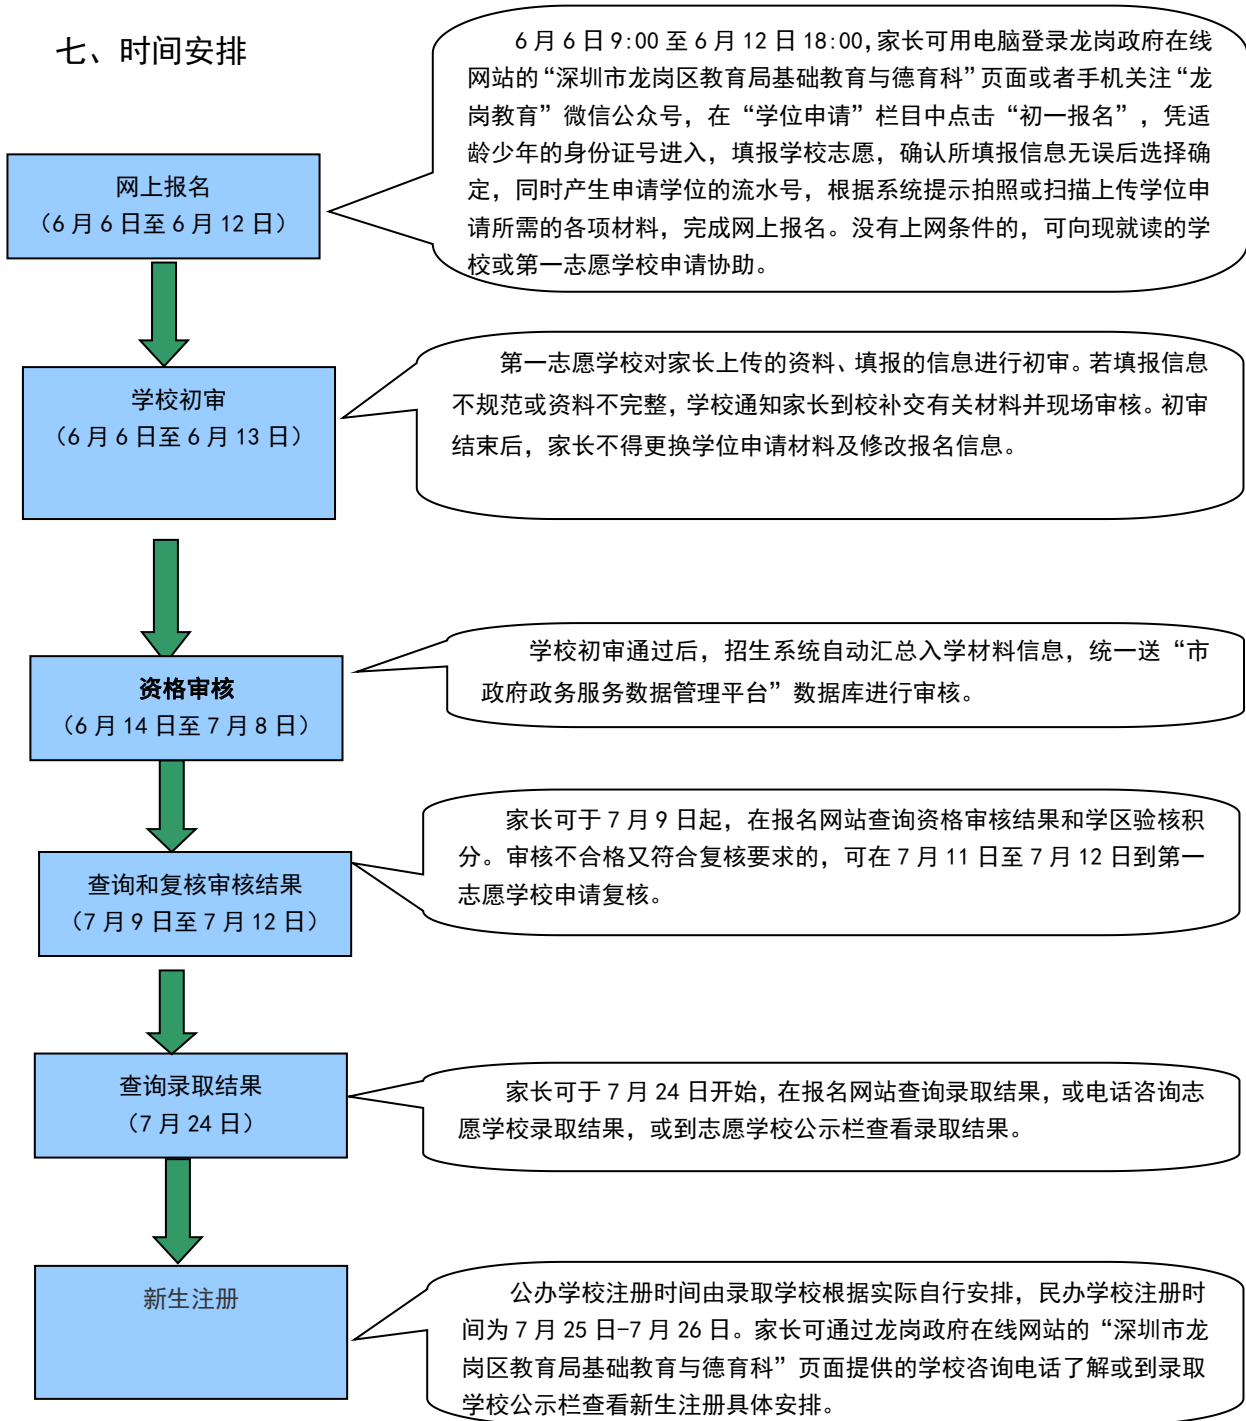 七、时间安排
6月6日9:00至6月12日18:00,家长可用电脑登录龙岗政府在线
网站的“深圳市龙岗区教育局基础教育与德育科”页面或者手机关注“龙
岗教育”微信公众号，在“学位申请”栏目中点击“初一报名”，凭适
龄少年的身份证号进入，填报学校志愿，确认所填报信息无误后选择确
定，同时产生申请学位的流水号，根据系统提示拍照或扫描上传学位申
请所需的各项材料，完成网上报名。没有上网条件的，可向现就读的学
校或第一志愿学校申请协助。
网上报名
（6月6日至6月12日）
第一志愿学校对家长上传的资料、填报的信息进行初审。若填报信息
不规范或资料不完整，学校通知家长到校补交有关材料并现场审核。初审
结束后，家长不得更换学位申请材料及修改报名信息。
学校初审
（6月6日至6月13日）
学校初审通过后，招生系统自动汇总入学材料信息，统一送“市
政府政务服务数据管理平台”数据库进行审核。
资格审核
（6月14日至7月8日）
家长可于7月9日起，在报名网站查询资格审核结果和学区验核积
分。审核不合格又符合复核要求的，可在7月11日至7月12日到第一
志愿学校申请复核。
查询和复核审核结果
（7月9日至7月12日）
家长可于7月24日开始，在报名网站查询录取结果，或电话咨询志
愿学校录取结果，或到志愿学校公示栏查看录取结果。
查询录取结果
（7月24日）
公办学校注册时间由录取学校根据实际自行安排，民办学校注册时
间为7月25日-7月26日。家长可通过龙岗政府在线网站的“深圳市龙
岗区教育局基础教育与德育科”页面提供的学校咨询电话了解或到录取
学校公示栏查看新生注册具体安排。
新生注册